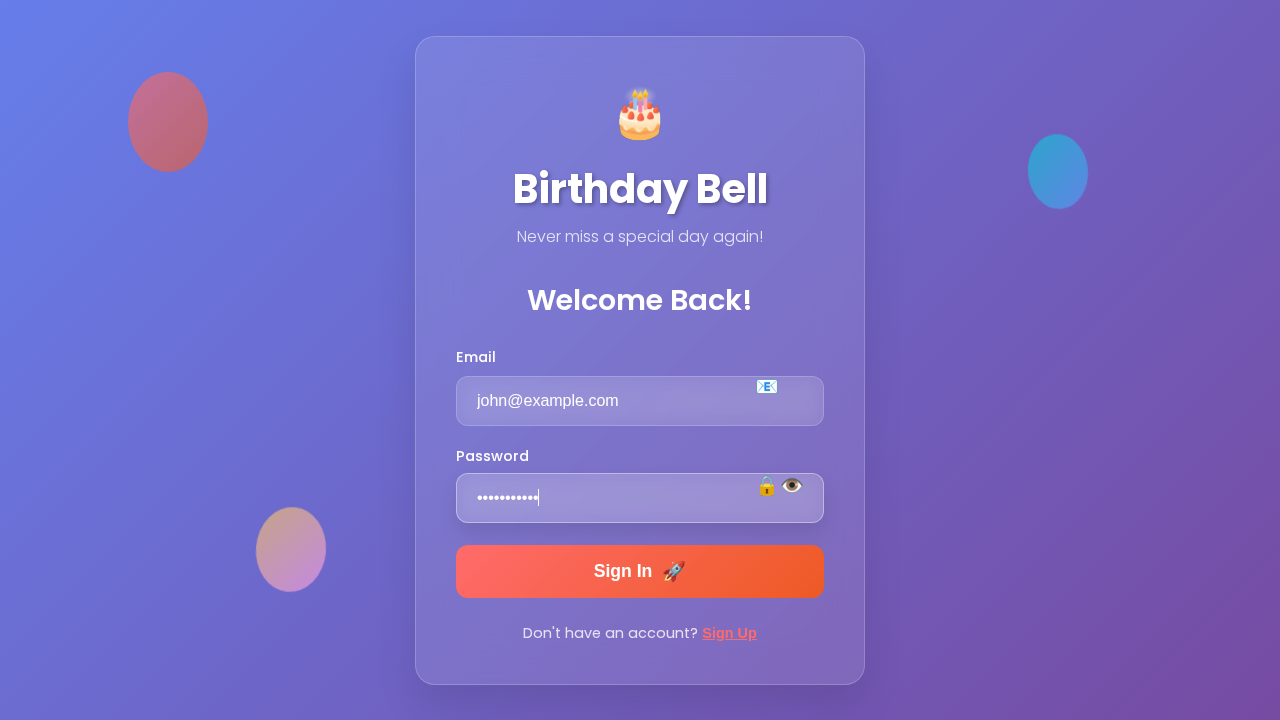 Birthday Bell
Never miss a special day again!
Welcome Back!
Email
john@example.com
Password
•••••••••••
Sign In 🚀
Don't have an account? Sign Up